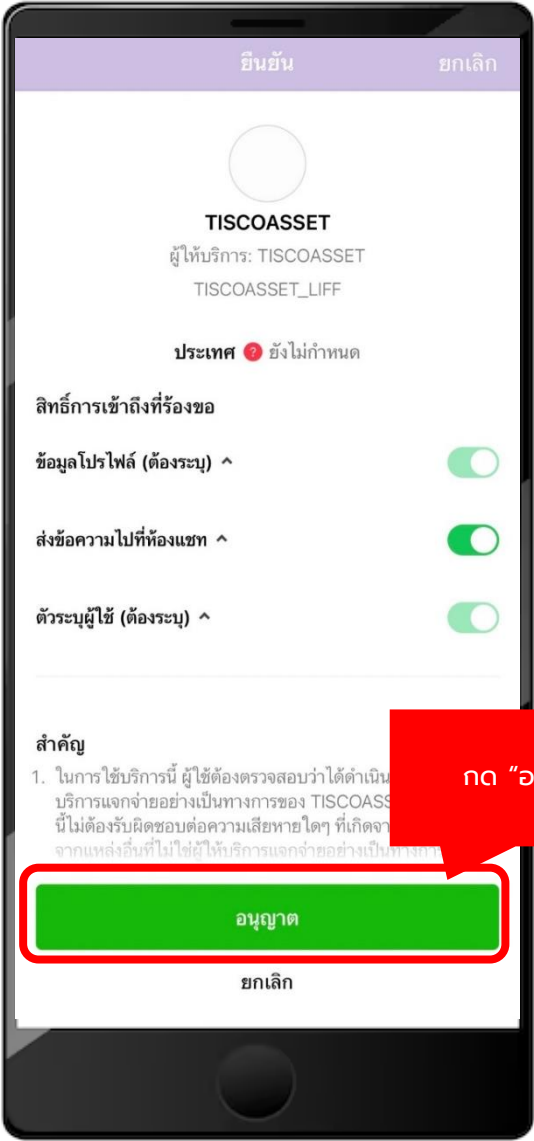 ยืนยัน ยกเลิก
TISCOASSET
ผู้ให้บริการ: TISCOASSET
TISCOASSET_LIFF
ประเทศ ? ยังไม่กำหนด
สิทธิ์การเข้าถึงที่ร้องขอ
ข้อมูลโปรไฟล์ (ต้องระบุ)
ส่งข้อความไปที่ห้องแชท
ตัวระบุผู้ใช้ (ต้องระบุ)
สำคัญ
1. ในการใช้บริการนี้ ผู้ใช้ต้องตรวจสอบว่าได้ดำเนิน
บริการแจกจ่ายอย่างเป็นทางการของ TISCOASS
นี้ไม่ต้องรับผิดชอบต่อความเสียหายใดๆ ที่เกิดจา
จากแหล่งอื่นที่ไม่ใช่ผู้ให้บริการแจกจ่ายอย่างเป็นทางกา
กด “อ
อนุญาต
ยกเลิก